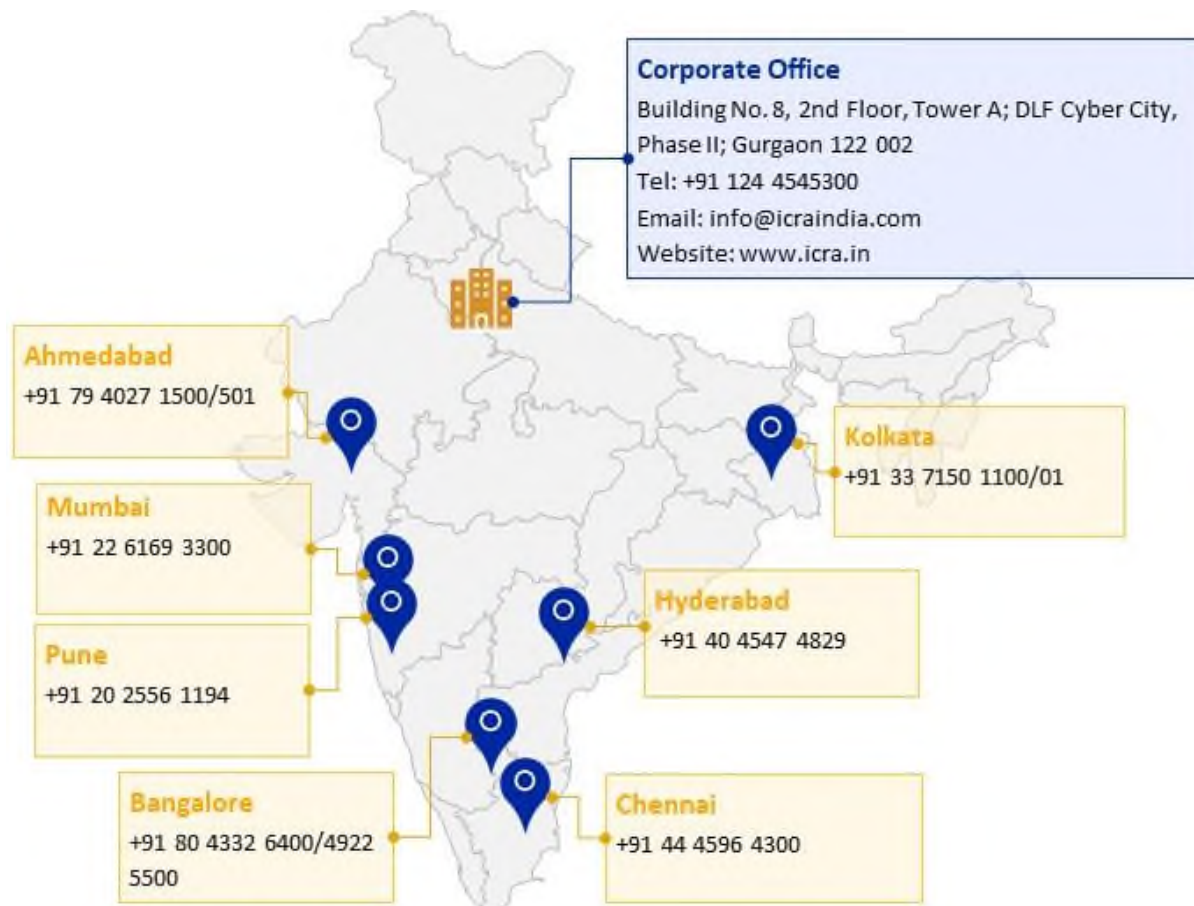 Corporate Office
Building No. 8, 2nd Floor, Tower A; DLF Cyber City,
Phase II; Gurgaon 122 002
Tel: +91 124 4545300
Email: info@icraindia.com
Website: www.icra.in
Ahmedabad
+91 79 4027 1500/501
Kolkata
+91 33 7150 1100/01
Mumbai
+91 22 6169 3300
Hyderabad
+91 40 4547 4829
Pune
+91 20 2556 1194
Bangalore
+91 80 4332 6400/4922
5500
Chennai
+91 44 4596 4300